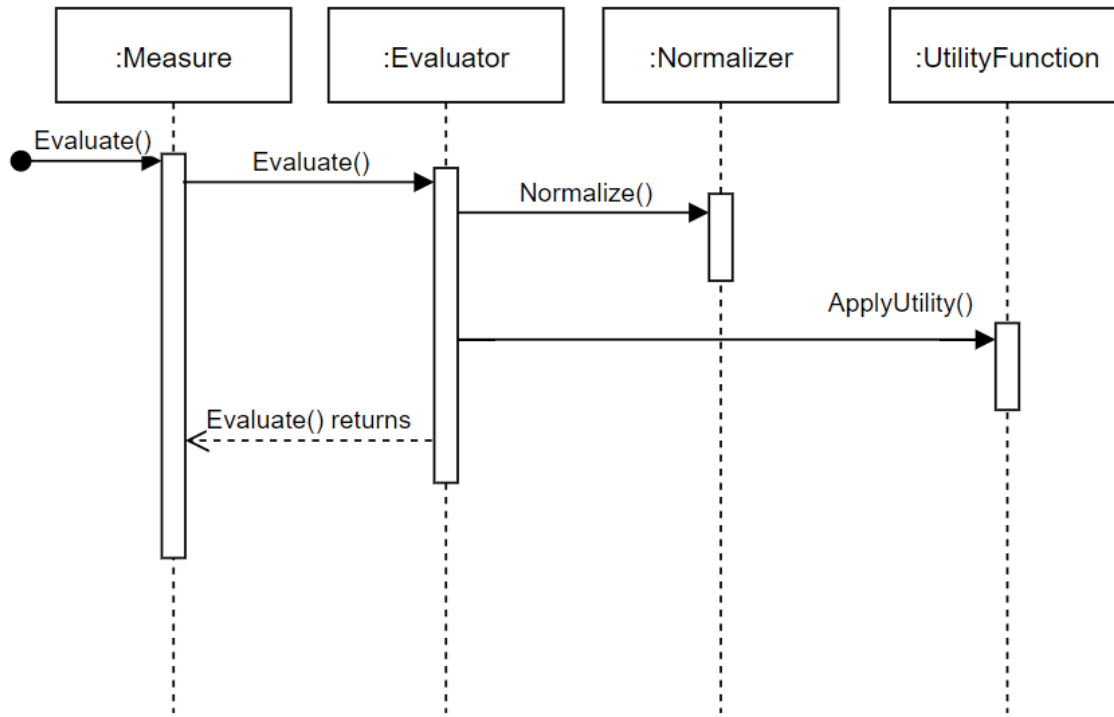 :Measure
:Evaluator
:Normalizer
:UtilityFunction
Evaluate()
Evaluate()
Normalize()
ApplyUtility()
Evaluate() returns